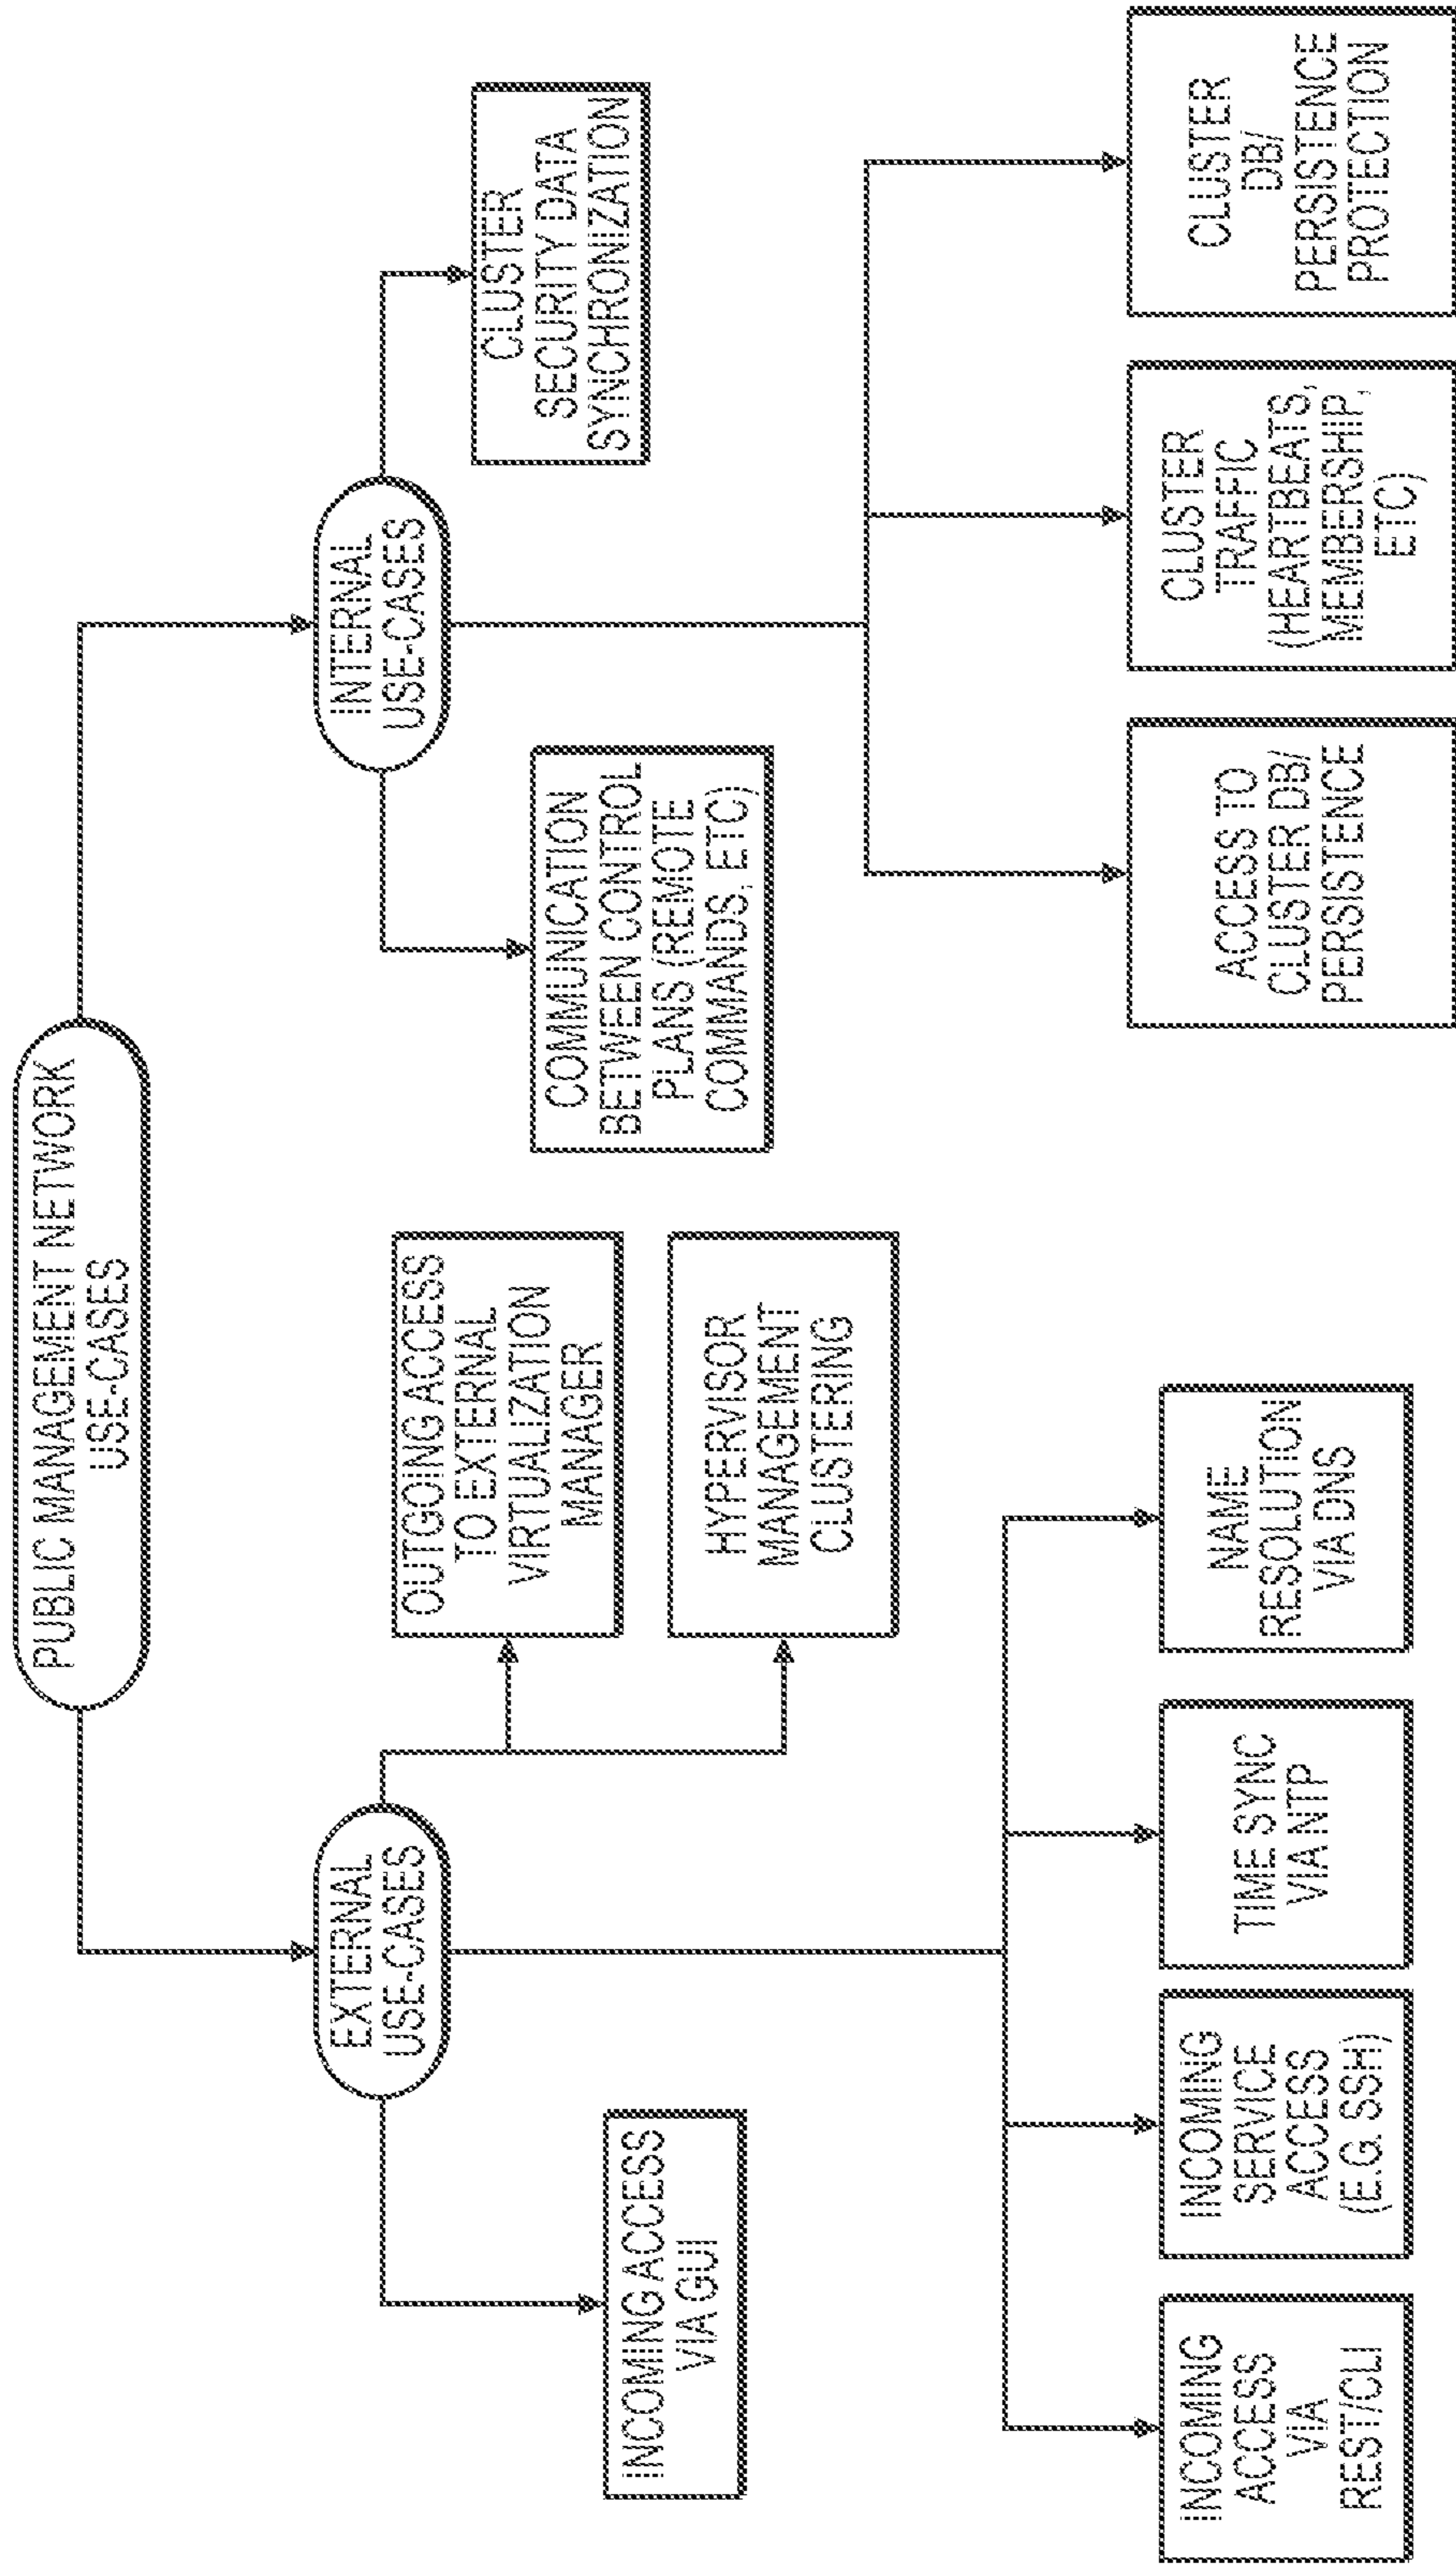 PUBLIC MANAGEMENT NETWORK
USE-CASES
EXTERNAL
USE-CASES
INTERNAL
USE-CASES
INCOMING ACCESS
VIA GUI
OUTGOING ACCESS
TO EXTERNAL
VIRTUALIZATION
MANAGER
HYPERVISOR
MANAGEMENT
CLUSTERING
COMMUNICATION
BETWEEN CONTROL
PLANS (REMOTE
COMMANDS, ETC)
CLUSTER
SECURITY DATA
SYNCHRONIZATION
INCOMING
ACCESS
VIA
REST/CLI
INCOMING
SERVICE
ACCESS
(E.G. SSH)
TIME SYNC
VIA NTP
NAME
RESOLUTION
VIA DNS
ACCESS TO
CLUSTER DB/
PERSISTENCE
CLUSTER
TRAFFIC
(HEARTBEATS,
MEMBERSHIP,
ETC)
CLUSTER
DB/
PERSISTENCE
PROTECTION